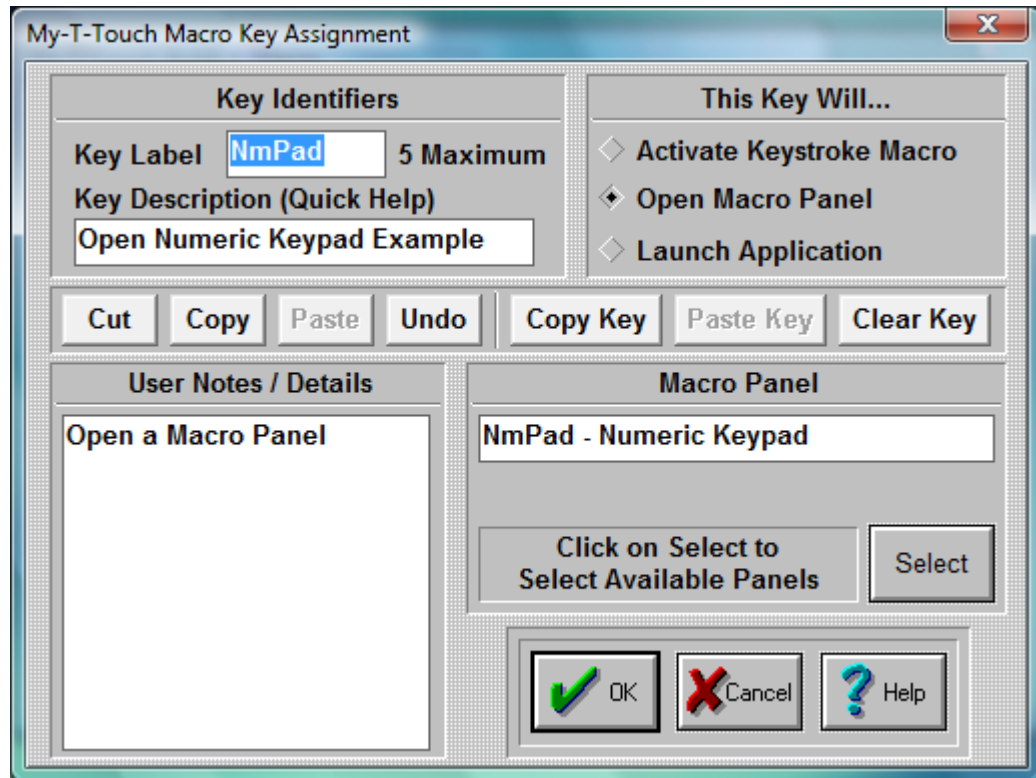 My-T-Touch Macro Key Assignment
X
Key Identifiers
Key Label NmPad 5 Maximum
Key Description (Quick Help)
Open Numeric Keypad Example
This Key Will...
Activate Keystroke Macro
Open Macro Panel
Launch Application
Cut Copy Paste Undo Copy Key Paste Key Clear Key
User Notes / Details
Open a Macro Panel
Macro Panel
NmPad - Numeric Keypad
Click on Select to
Select Available Panels
Select
OK Cancel Help